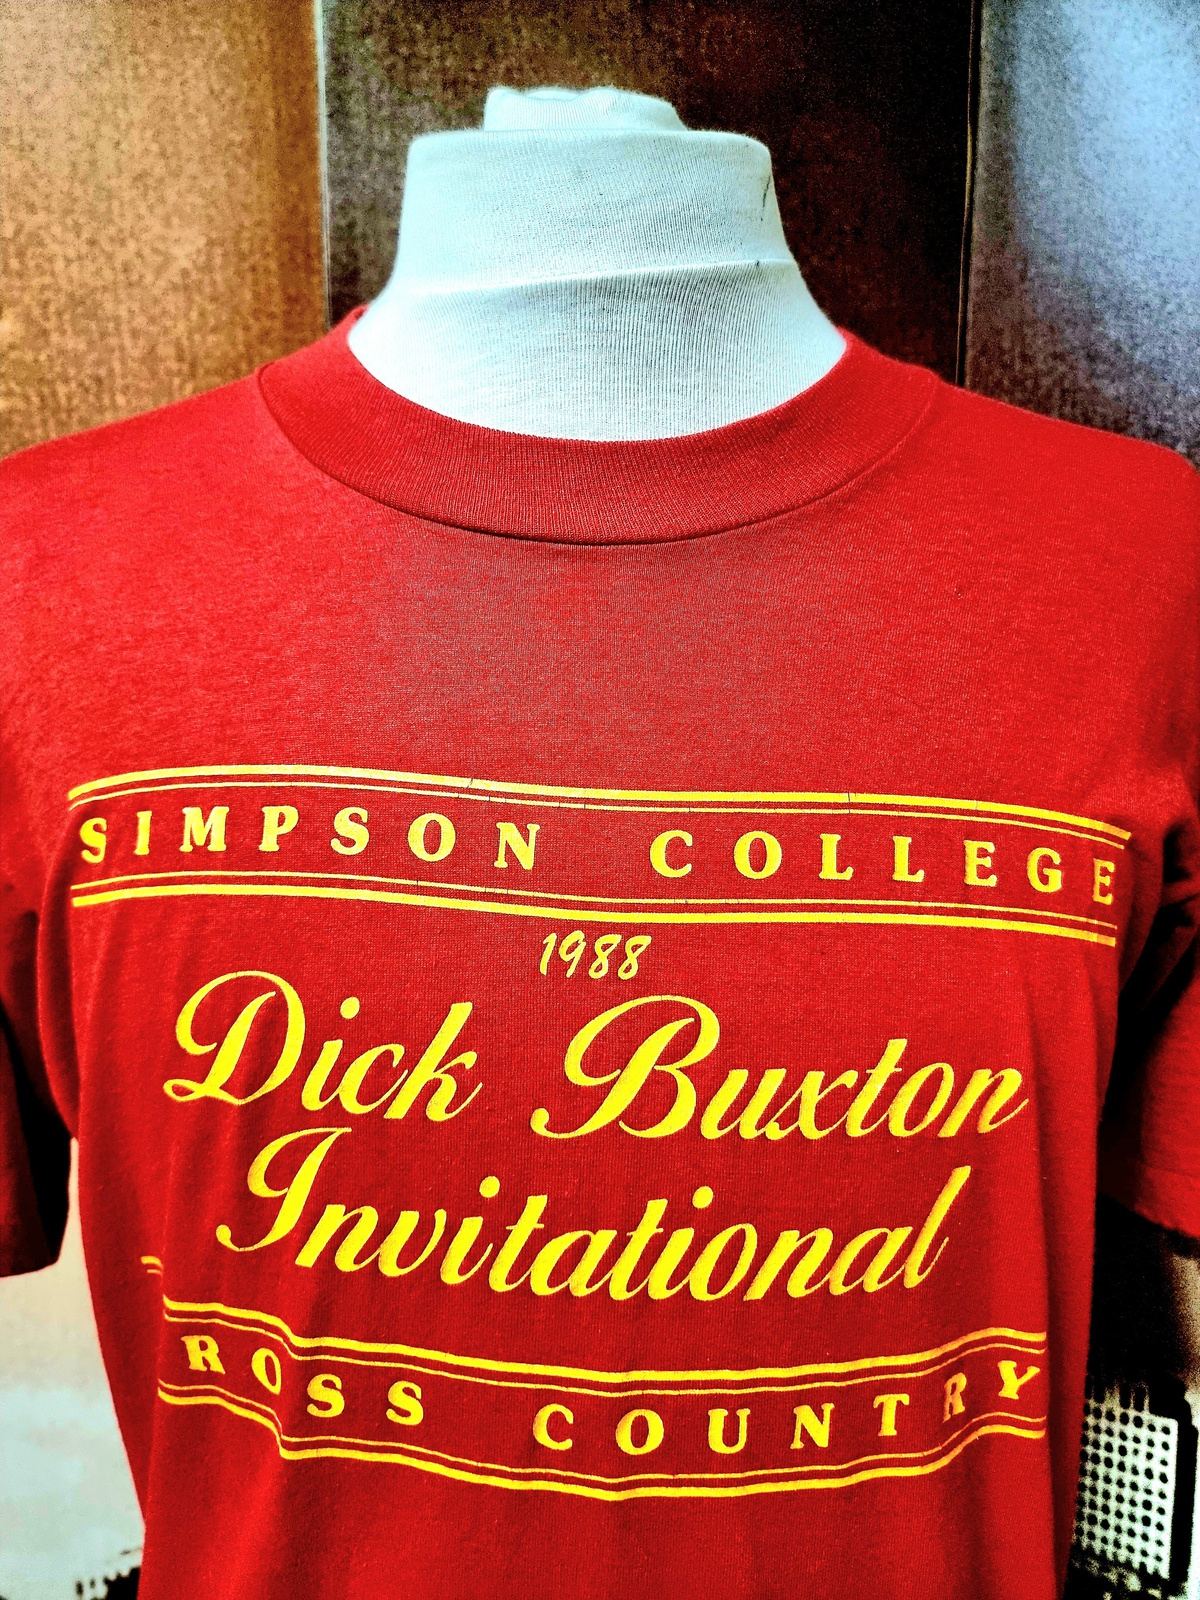 SIMPSON COLLEGE
1988
Dick Buxton
Invitational
ROSS COUNTRY